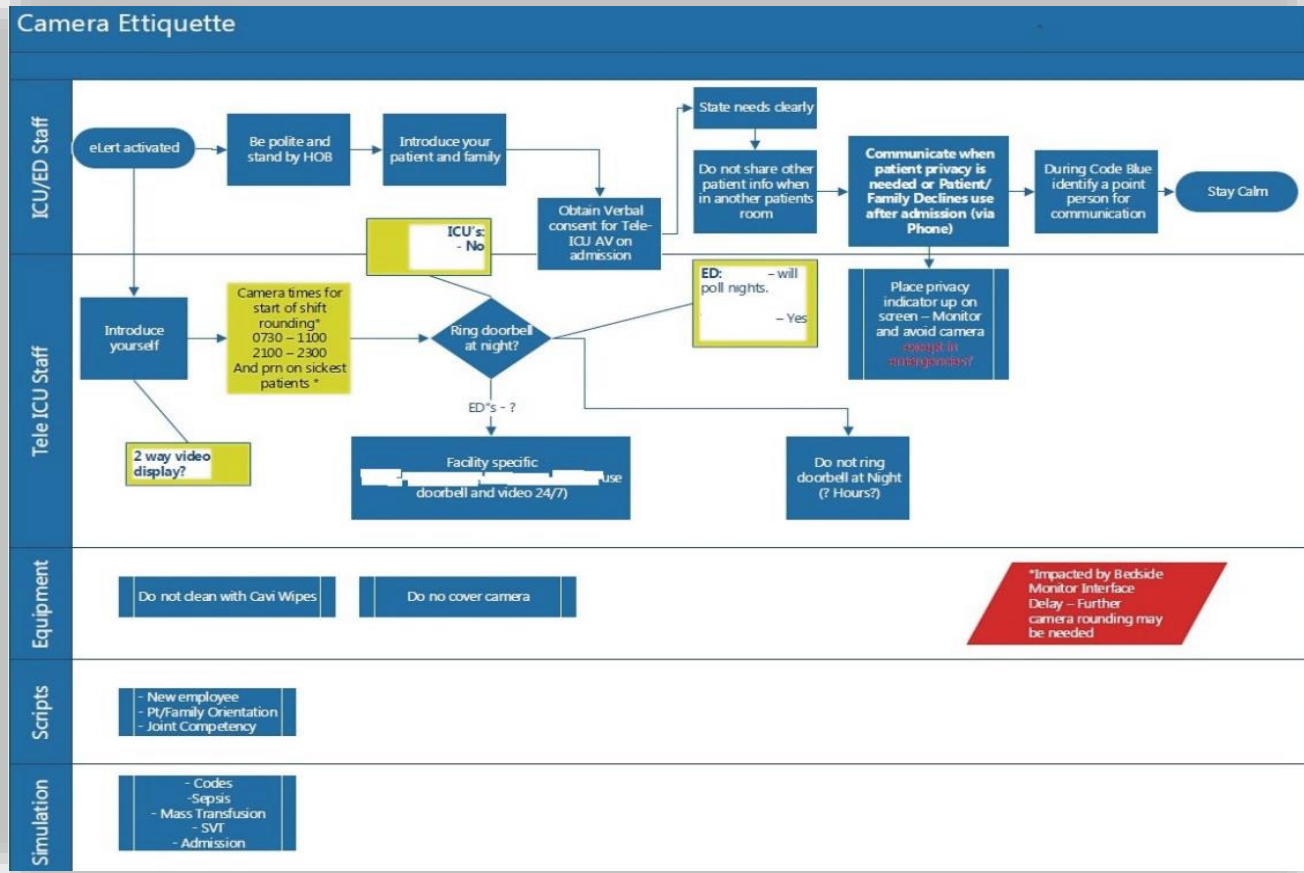 Camera Ettiquette
ICU/ED Staff
eLert activated
Be polite and
stand by HOB
Introduce your
patient and family
Obtain Verbal
consent for Tele-
ICU AV on
admission
State needs clearly
Do not share other
patient info when
in another patients
room
Communicate when
patient privacy is
needed or Patient/
Family Declines use
after admission (via
Phone)
During Code Blue
identify a point
person for
communication
Stay Calm
Tele ICU Staff
Introduce
yourself
2 way video
display?
Camera times for
start of shift
rounding*
0730 – 1100
2100 – 2300
And prn on sickest
patients *
ICU's:
- No
Ring doorbell
at night?
ED: – will
poll nights.
– Yes
ED"s - ?
Facility specific
use
doorbell and video 24/7)
Do not ring
doorbell at Night
(? Hours?)
Place privacy
indicator up on
screen – Monitor
and avoid camera
except in
emergencies?
Equipment
Do not clean with Cavi Wipes
Do no cover camera
*Impacted by Bedside
Monitor Interface
Delay – Further
camera rounding may
be needed
Scripts
- New employee
- Pt/Family Orientation
- Joint Competency
Simulation
- Codes
-Sepsis
- Mass Transfusion
- SVT
- Admission